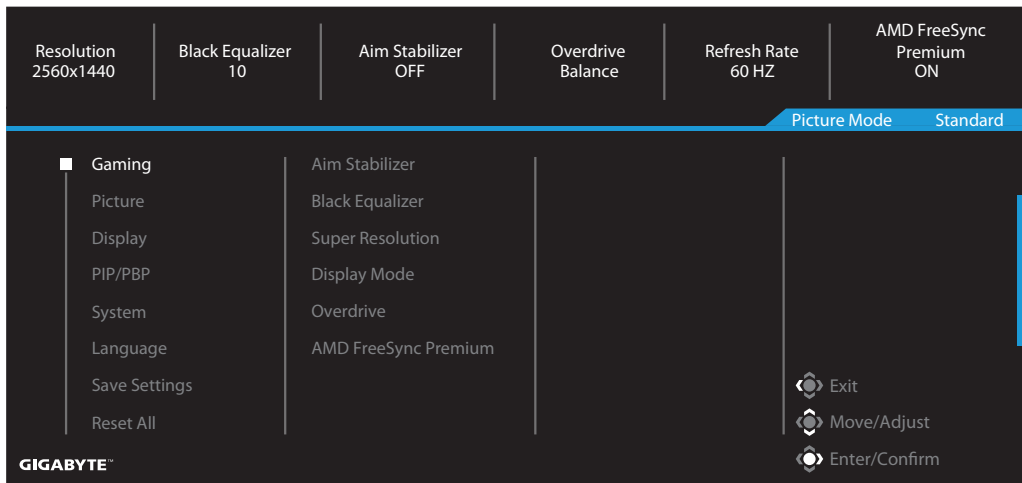 Resolution
2560x1440
Black Equalizer
10
Aim Stabilizer
OFF
Overdrive
Balance
Refresh Rate
60 HZ
AMD FreeSync
Premium
ON
Picture Mode Standard
Gaming
Picture
Display
PIP/PBP
System
Language
Save Settings
Reset All
Aim Stabilizer
Black Equalizer
Super Resolution
Display Mode
Overdrive
AMD FreeSync Premium
Exit
Move/Adjust
Enter/Confirm
GIGABYTE™